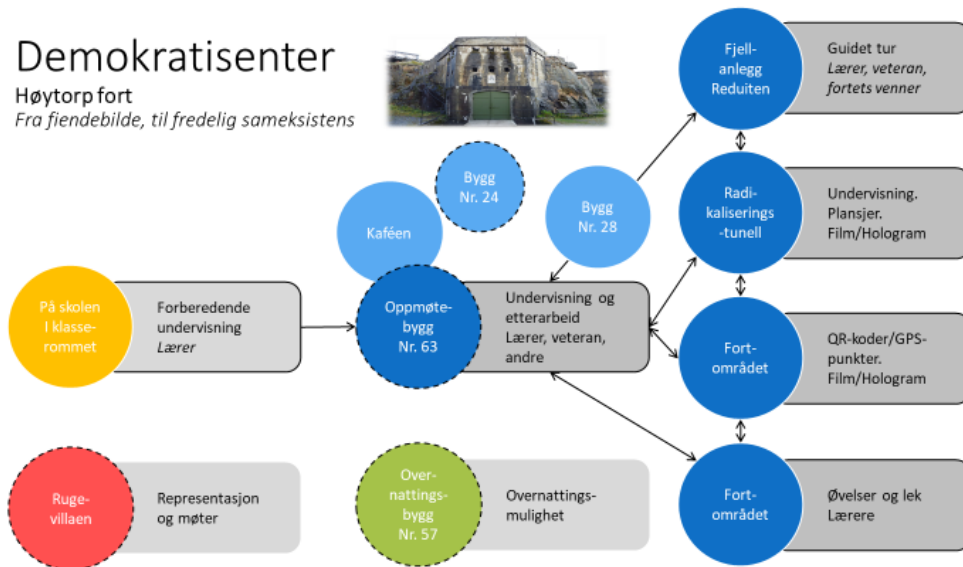 Demokratisenter
Høytorp fort
Fra fiendebilde, til fredelig sameksistens
Fjell-
anlegg
Reduiten
Guidet tur
Lærer, veteran,
fortets venner
Bygg
Nr. 24
Bygg
Nr. 28
Kaféen
Radi-
kaliserings
-tunell
Undervisning.
Plansjer.
Film/Hologram
På skolen
I klasse-
rommet
Forberedende
undervisning
Lærer
Oppmøte-
bygg
Nr. 63
Undervisning og
etterarbeid
Lærer, veteran,
andre
Fort-
området
QR-koder/GPS-
punkter.
Film/Hologram
Ruge-
villaen
Representasjon
og møter
Over-
nattings-
bygg
Nr. 57
Overnattings-
mulighet
Fort-
området
Øvelser og lek
Lærere